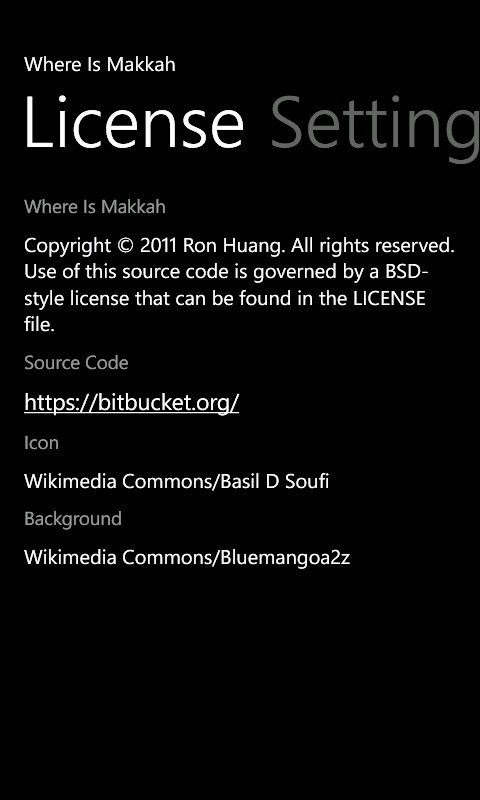 Where Is Makkah
License Setting
Where Is Makkah
Copyright © 2011 Ron Huang. All rights reserved.
Use of this source code is governed by a BSD-
style license that can be found in the LICENSE
file.
Source Code
https://bitbucket.org/
Icon
Wikimedia Commons/Basil D Soufi
Background
Wikimedia Commons/Bluemangoa2z